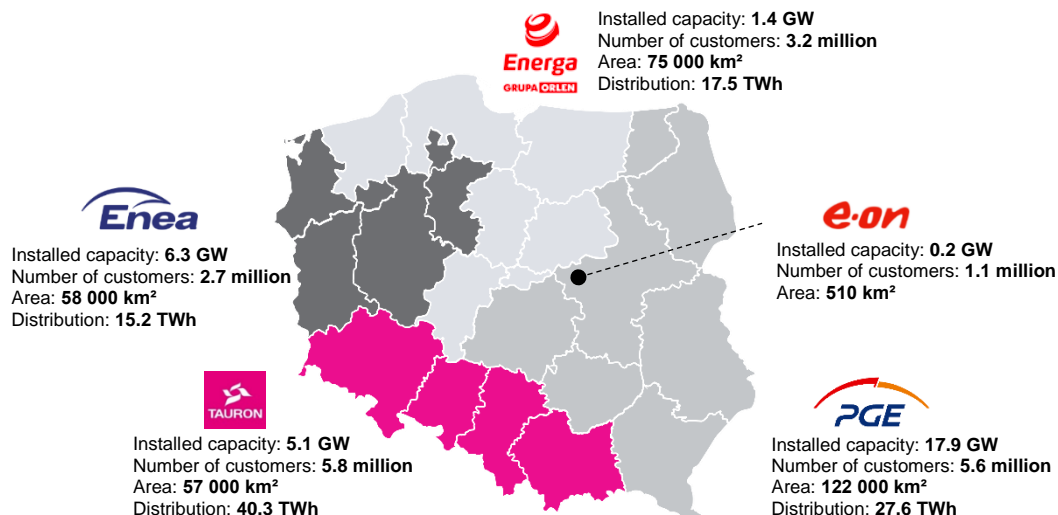 Energa
GRUPA ORLEN
Installed capacity: 1.4 GW
Number of customers: 3.2 million
Area: 75 000 km²
Distribution: 17.5 TWh
Enea
Installed capacity: 6.3 GW
Number of customers: 2.7 million
Area: 58 000 km²
Distribution: 15.2 TWh
e·on
Installed capacity: 0.2 GW
Number of customers: 1.1 million
Area: 510 km²
TAURON
Installed capacity: 5.1 GW
Number of customers: 5.8 million
Area: 57 000 km²
Distribution: 40.3 TWh
PGE
Installed capacity: 17.9 GW
Number of customers: 5.6 million
Area: 122 000 km²
Distribution: 27.6 TWh